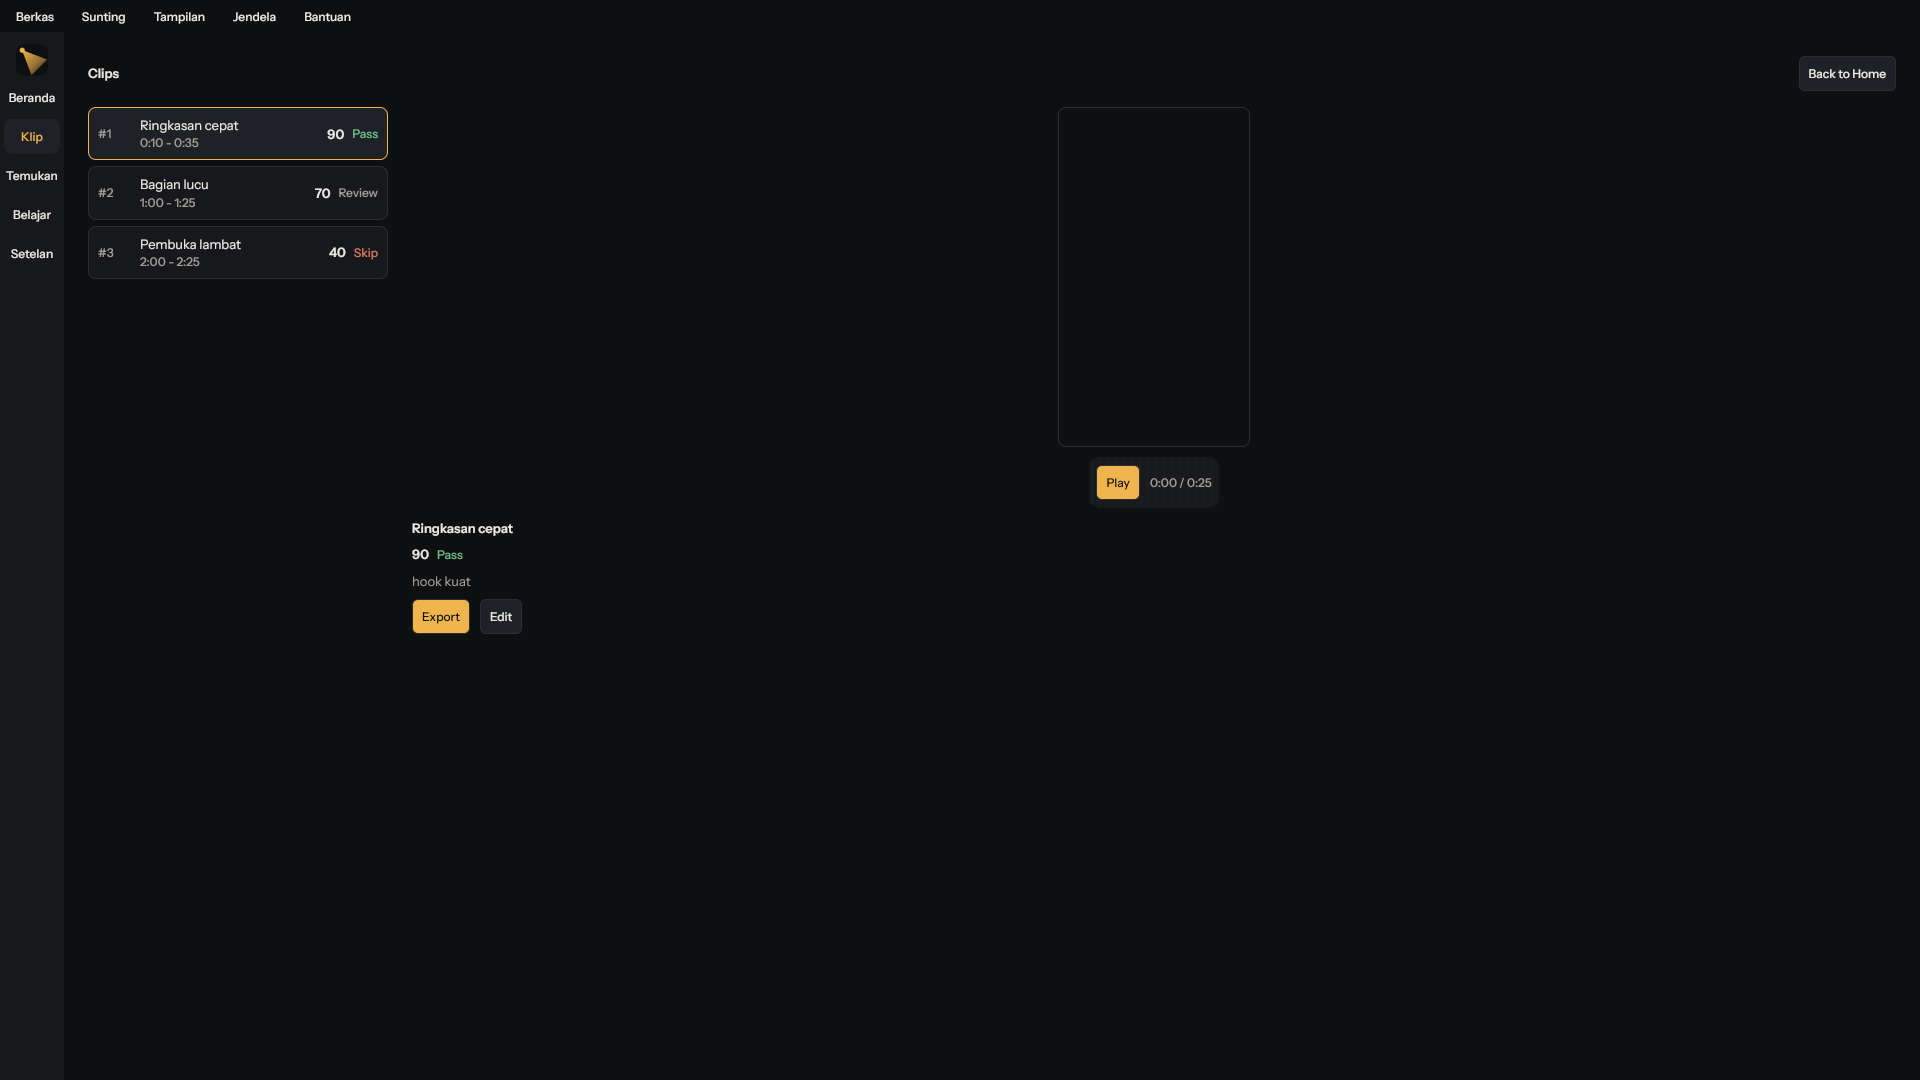 Berkas Sunting Tampilan Jendela Bantuan
Beranda
Klip
Temukan
Belajar
Setelan
Clips
Back to Home
#1 Ringkasan cepat 90 Pass
0:10 - 0:35
#2 Bagian lucu 70 Review
1:00 - 1:25
#3 Pembuka lambat 40 Skip
2:00 - 2:25
Play 0:00 / 0:25
Ringkasan cepat
90 Pass
hook kuat
Export Edit